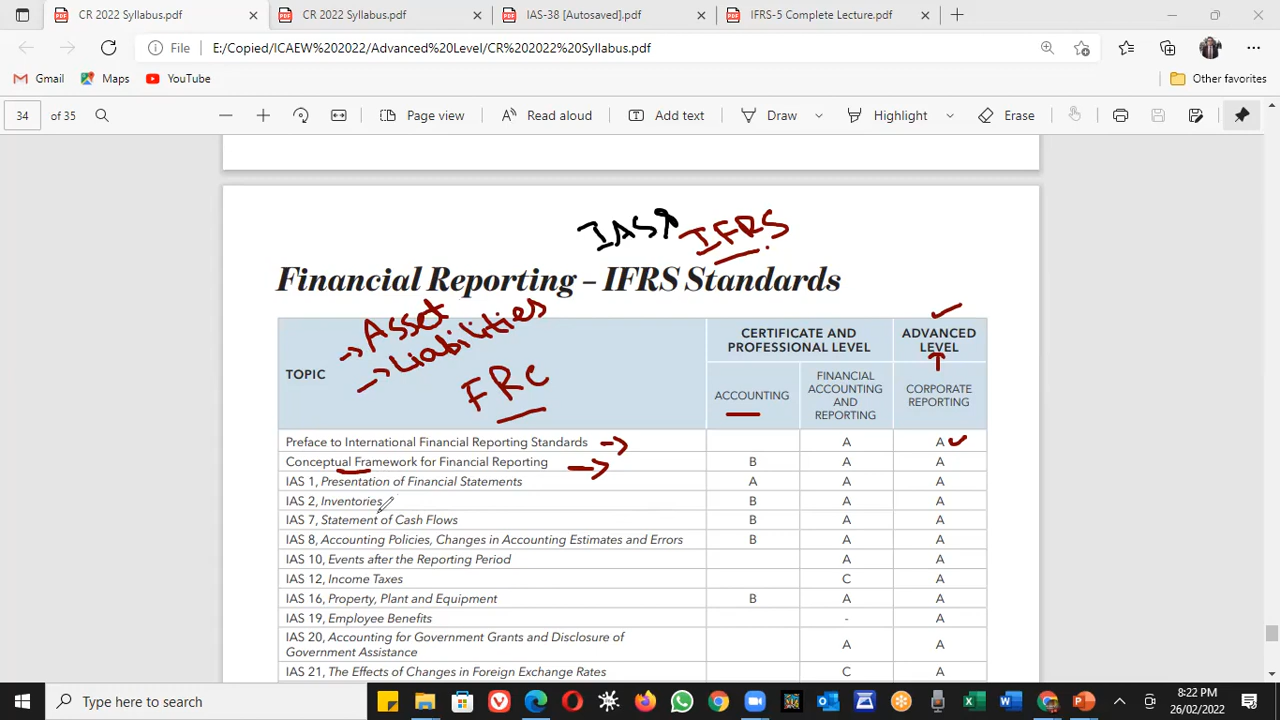 CR 2022 Syllabus.pdf
CR 2022 Syllabus.pdf
IAS-38 [Autosaved].pdf
IFRS-5 Complete Lecture.pdf
File
E:/Copied/ICAEW%202022/Advanced%20Level/CR%202022%20Syllabus.pdf
Gmail
Maps
YouTube
Other favorites
34 of 35
Page view
Read aloud
Add text
Draw
Highlight
Erase
IAS
IFRS
Financial Reporting – IFRS Standards
→ Asset
→ Liabilities
FRC
TOPIC
CERTIFICATE AND
PROFESSIONAL LEVEL
ADVANCED
LEVEL
ACCOUNTING
FINANCIAL
ACCOUNTING
AND
REPORTING
CORPORATE
REPORTING
Preface to International Financial Reporting Standards A A
Conceptual Framework for Financial Reporting B A A
IAS 1, Presentation of Financial Statements A A A
IAS 2, Inventories B A A
IAS 7, Statement of Cash Flows B A A
IAS 8, Accounting Policies, Changes in Accounting Estimates and Errors B A A
IAS 10, Events after the Reporting Period A A
IAS 12, Income Taxes C A
IAS 16, Property, Plant and Equipment B A A
IAS 19, Employee Benefits - A
IAS 20, Accounting for Government Grants and Disclosure of
Government Assistance A A
IAS 21, The Effects of Changes in Foreign Exchange Rates C A
Type here to search
8:22 PM
26/02/2022